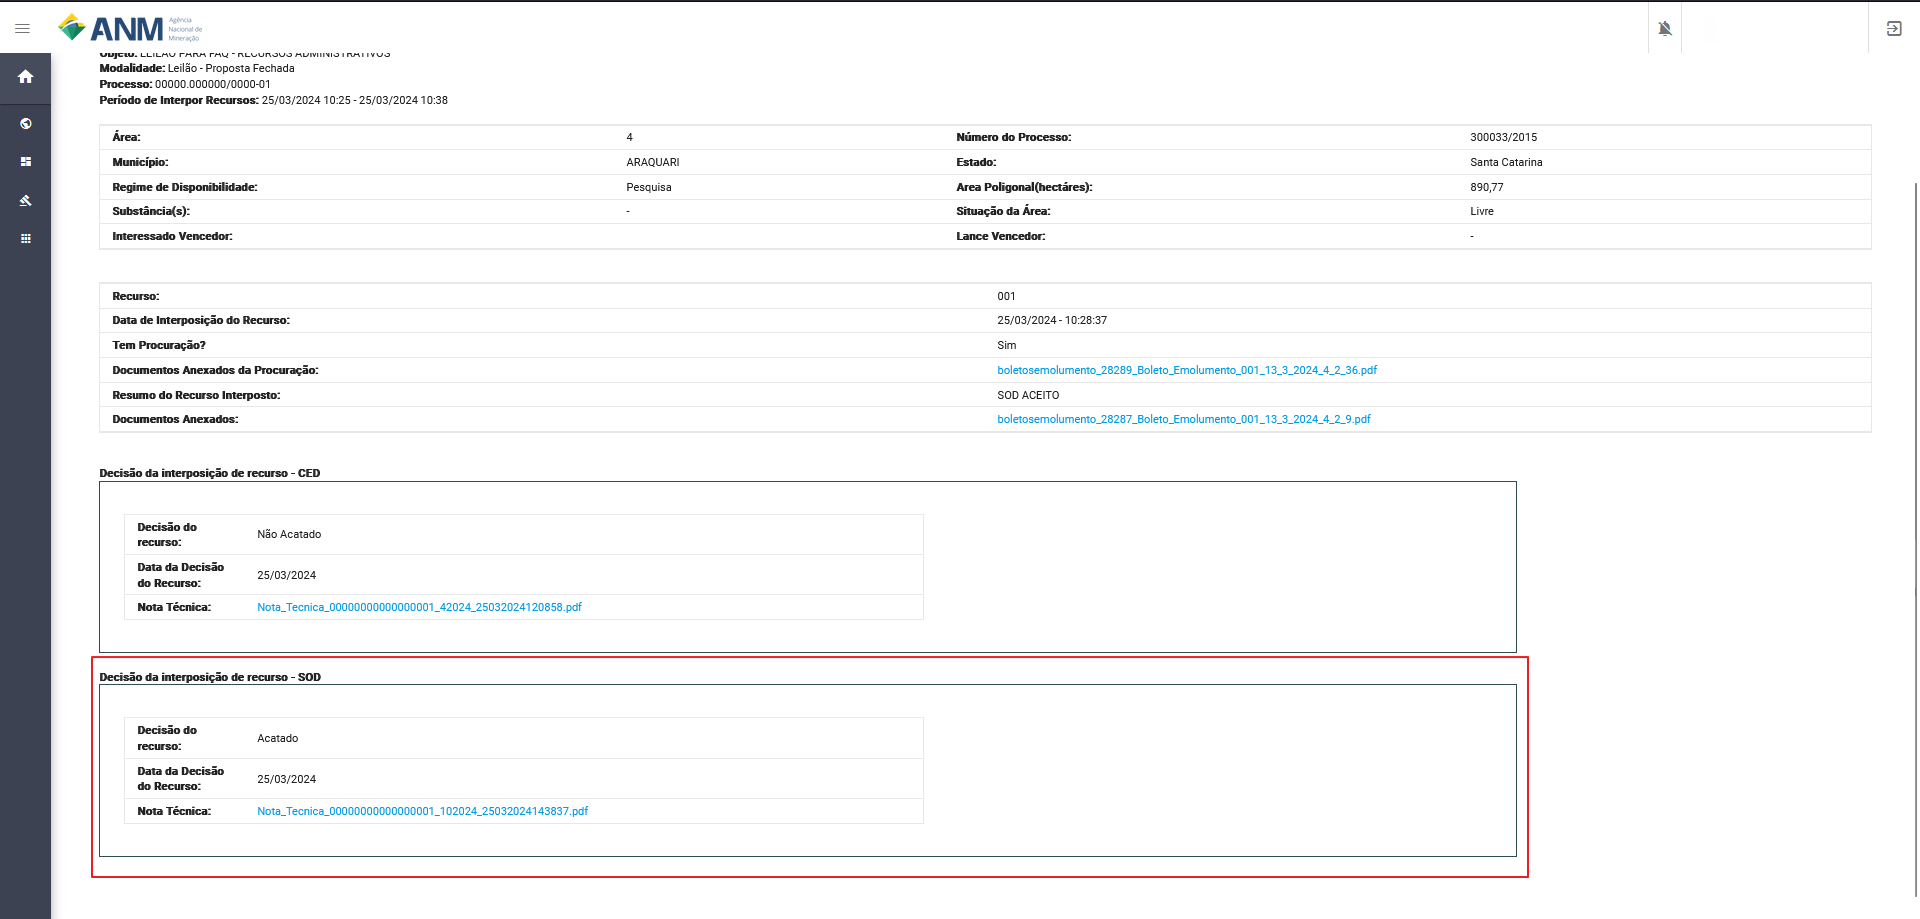 ANM Agência Nacional de Mineração
Objeto: LEILÃO PARA FAQ - RECURSOS ADMINISTRATIVOS
Modalidade: Leilão - Proposta Fechada
Processo: 00000.000000/0000-01
Período de Interpor Recursos: 25/03/2024 10:25 - 25/03/2024 10:38
Área: 4 Número do Processo: 300033/2015
Município: ARAQUARI Estado: Santa Catarina
Regime de Disponibilidade: Pesquisa Area Poligonal(hectáres): 890,77
Substância(s): - Situação da Área: Livre
Interessado Vencedor: Lance Vencedor: -
Recurso: 001
Data de Interposição do Recurso: 25/03/2024 - 10:28:37
Tem Procuração? Sim
Documentos Anexados da Procuração: boletosemolumento_28289_Boleto_Emolumento_001_13_3_2024_4_2_36.pdf
Resumo do Recurso Interposto: SOD ACEITO
Documentos Anexados: boletosemolumento_28287_Boleto_Emolumento_001_13_3_2024_4_2_9.pdf
Decisão da interposição de recurso - CED
Decisão do
recurso: Não Acatado
Data da Decisão
do Recurso: 25/03/2024
Nota Técnica: Nota_Tecnica_00000000000000001_42024_25032024120858.pdf
Decisão da interposição de recurso - SOD
Decisão do
recurso: Acatado
Data da Decisão
do Recurso: 25/03/2024
Nota Técnica: Nota_Tecnica_00000000000000001_102024_25032024143837.pdf